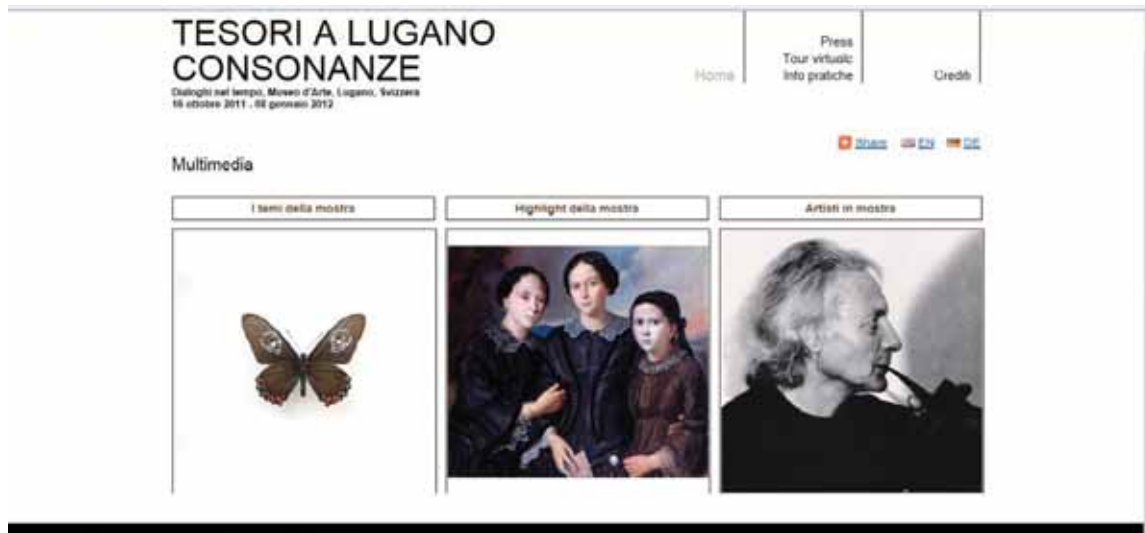 TESORI A LUGANO
CONSONANZE
Dialoghi nel tempo, Museo d'Arte, Lugano, Svizzera
16 ottobre 2011 - 08 gennaio 2012
Home
Press
Tour virtuale
Info pratiche
Crediti
Share EN DE
Multimedia
I temi della mostra
Highlight della mostra
Artisti in mostra